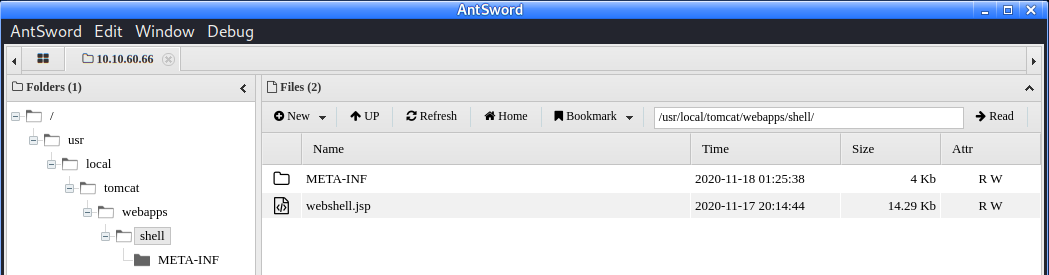 AntSword
AntSword Edit Window Debug
10.10.60.66
Folders (1)
Files (2)
/
usr
local
tomcat
webapps
shell
META-INF
New UP Refresh Home Bookmark /usr/local/tomcat/webapps/shell/ Read
Name Time Size Attr
META-INF 2020-11-18 01:25:38 4 Kb R W
webshell.jsp 2020-11-17 20:14:44 14.29 Kb R W